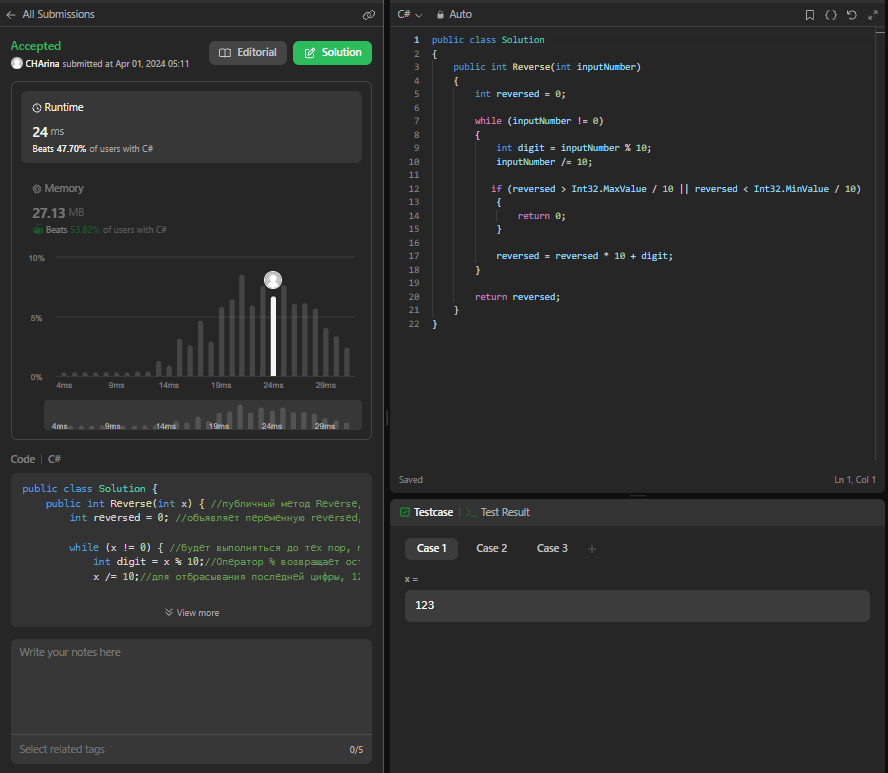 All Submissions
Accepted
CHArina submitted at Apr 01, 2024 05:11
Editorial
Solution
Runtime
24 ms
Beats 47.70% of users with C#
Memory
27.13 MB
Beats 53.82% of users with C#
10%
6%
0%
4ms 9ms 14ms 19ms 24ms 29ms
4ms 9ms 14ms 19ms 24ms 29ms
Code | C#
public class Solution {
public int Reverse(int x) { //публичный метод Reverse,
int reversed = 0; //объявляет переменную reversed,
while (x != 0) { //будет выполняться до тех пор,
int digit = x % 10;//Оператор % возвращает
x /= 10;//для отбрасывания последней цифры, 12
View more
Write your notes here
Select related tags
0/5
C#
Auto
1 public class Solution
2 {
3 public int Reverse(int inputNumber)
4 {
5 int reversed = 0;
6
7 while (inputNumber != 0)
8 {
9 int digit = inputNumber % 10;
10 inputNumber /= 10;
11
12 if (reversed > Int32.MaxValue / 10 || reversed < Int32.MinValue / 10)
13 {
14 return 0;
15 }
16
17 reversed = reversed * 10 + digit;
18 }
19
20 return reversed;
21 }
22 }
Saved
Ln 1, Col 1
Testcase | >_ Test Result
Case 1 Case 2 Case 3 +
x =
123